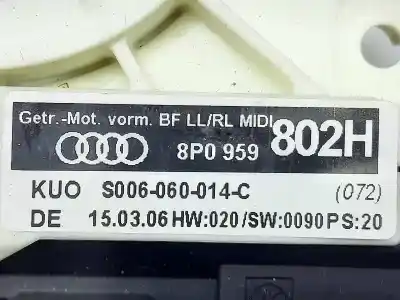 Getr.-Mot. vorm. BF LL/RL MIDI
8P0 959 802H
KUO S006-060-014-C (072)
DE 15.03.06 HW:020/SW:0090 PS:20